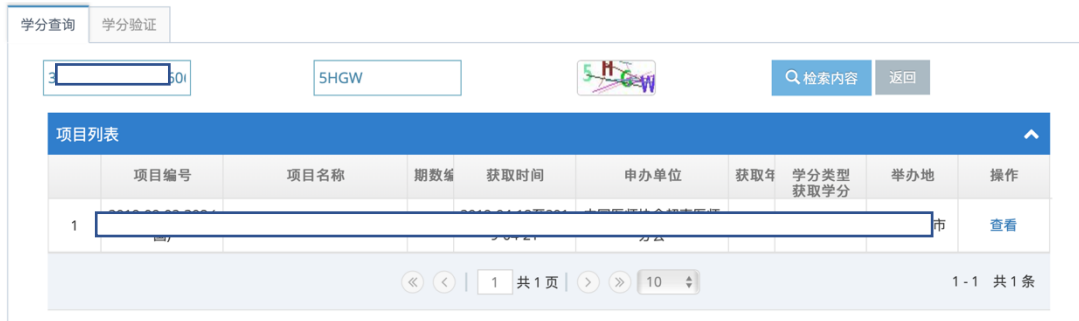 学分查询 学分验证
5HGW 5HGW 检索内容 返回
项目列表
项目编号 项目名称 期数编 获取时间 申办单位 获取年 学分类型 举办地 操作
获取学分
1 市 查看
1 共1页 10 1-1 共1条